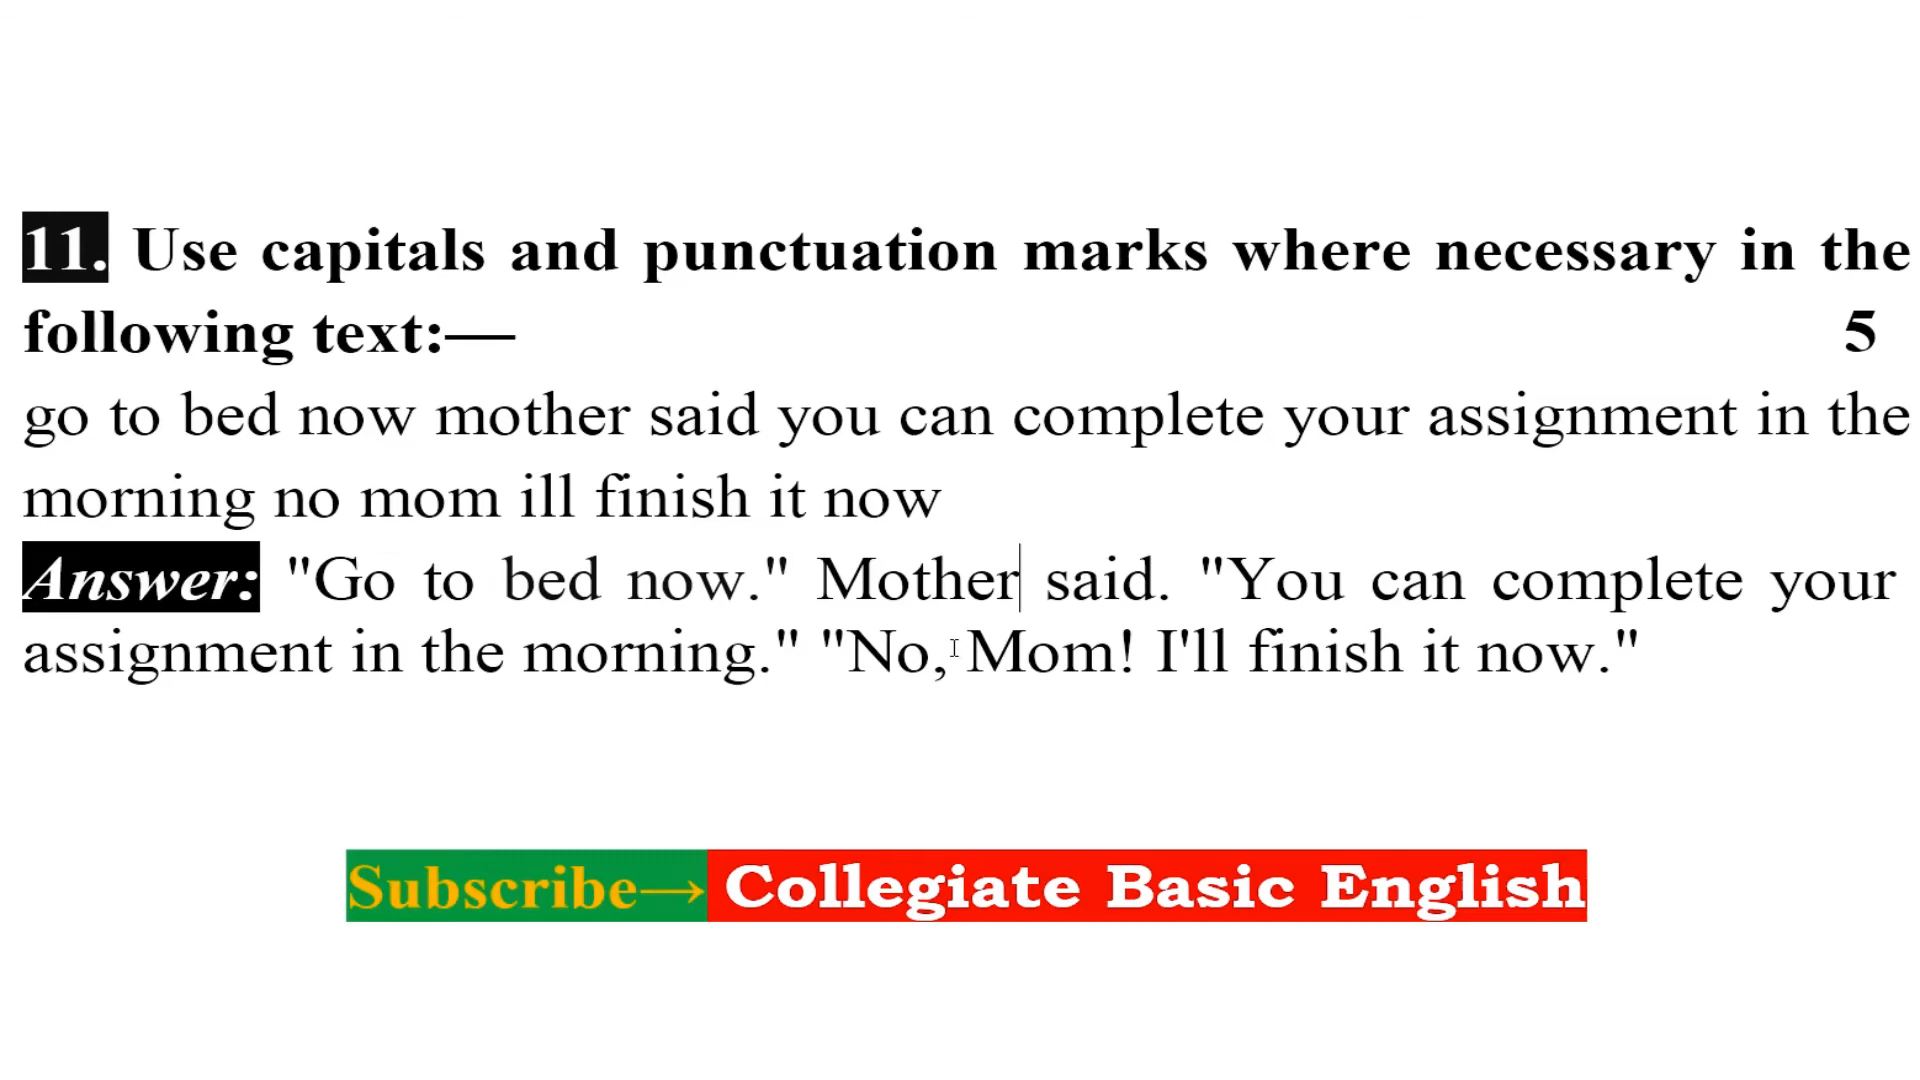 11. Use capitals and punctuation marks where necessary in the
following text:— 5
go to bed now mother said you can complete your assignment in the
morning no mom ill finish it now
Answer: "Go to bed now." Mother said. "You can complete your
assignment in the morning." "No, Mom! I'll finish it now."
Subscribe→ Collegiate Basic English